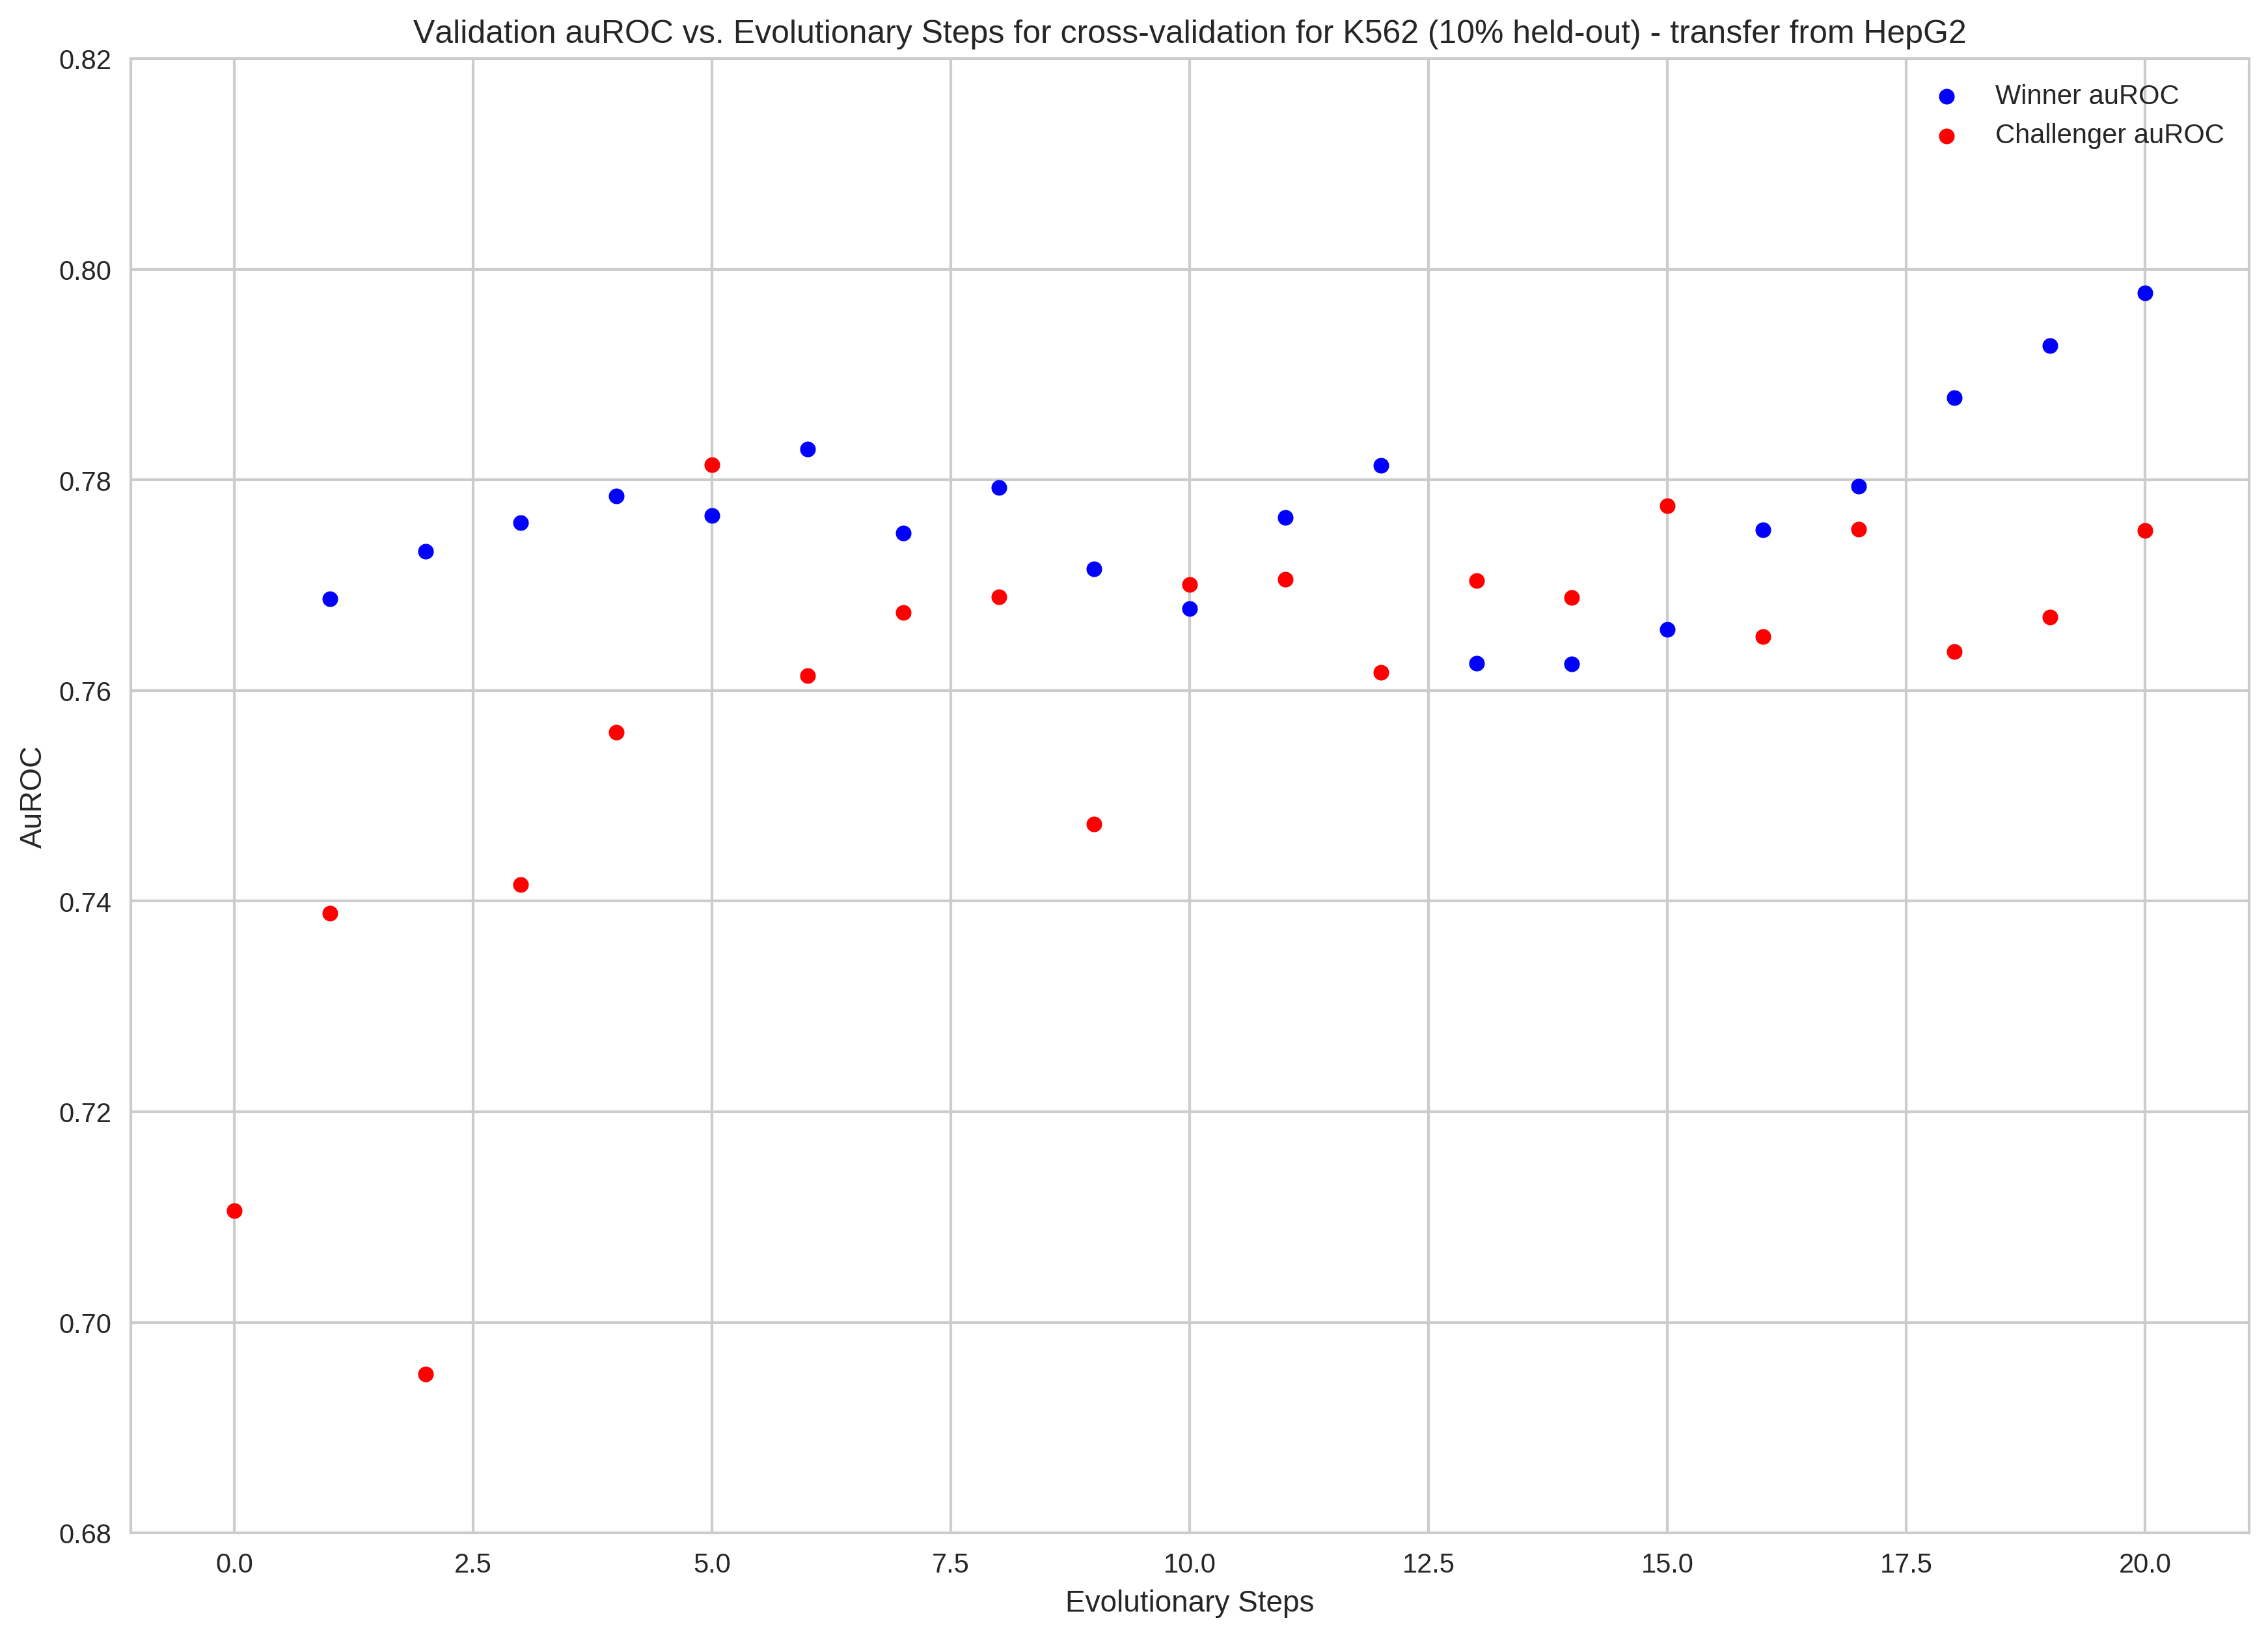 Validation auROC vs. Evolutionary Steps for cross-validation for K562 (10% held-out) - transfer from HepG2
Winner auROC
Challenger auROC
AuROC
0.82
0.80
0.78
0.76
0.74
0.72
0.70
0.68
0.0 2.5 5.0 7.5 10.0 12.5 15.0 17.5 20.0
Evolutionary Steps